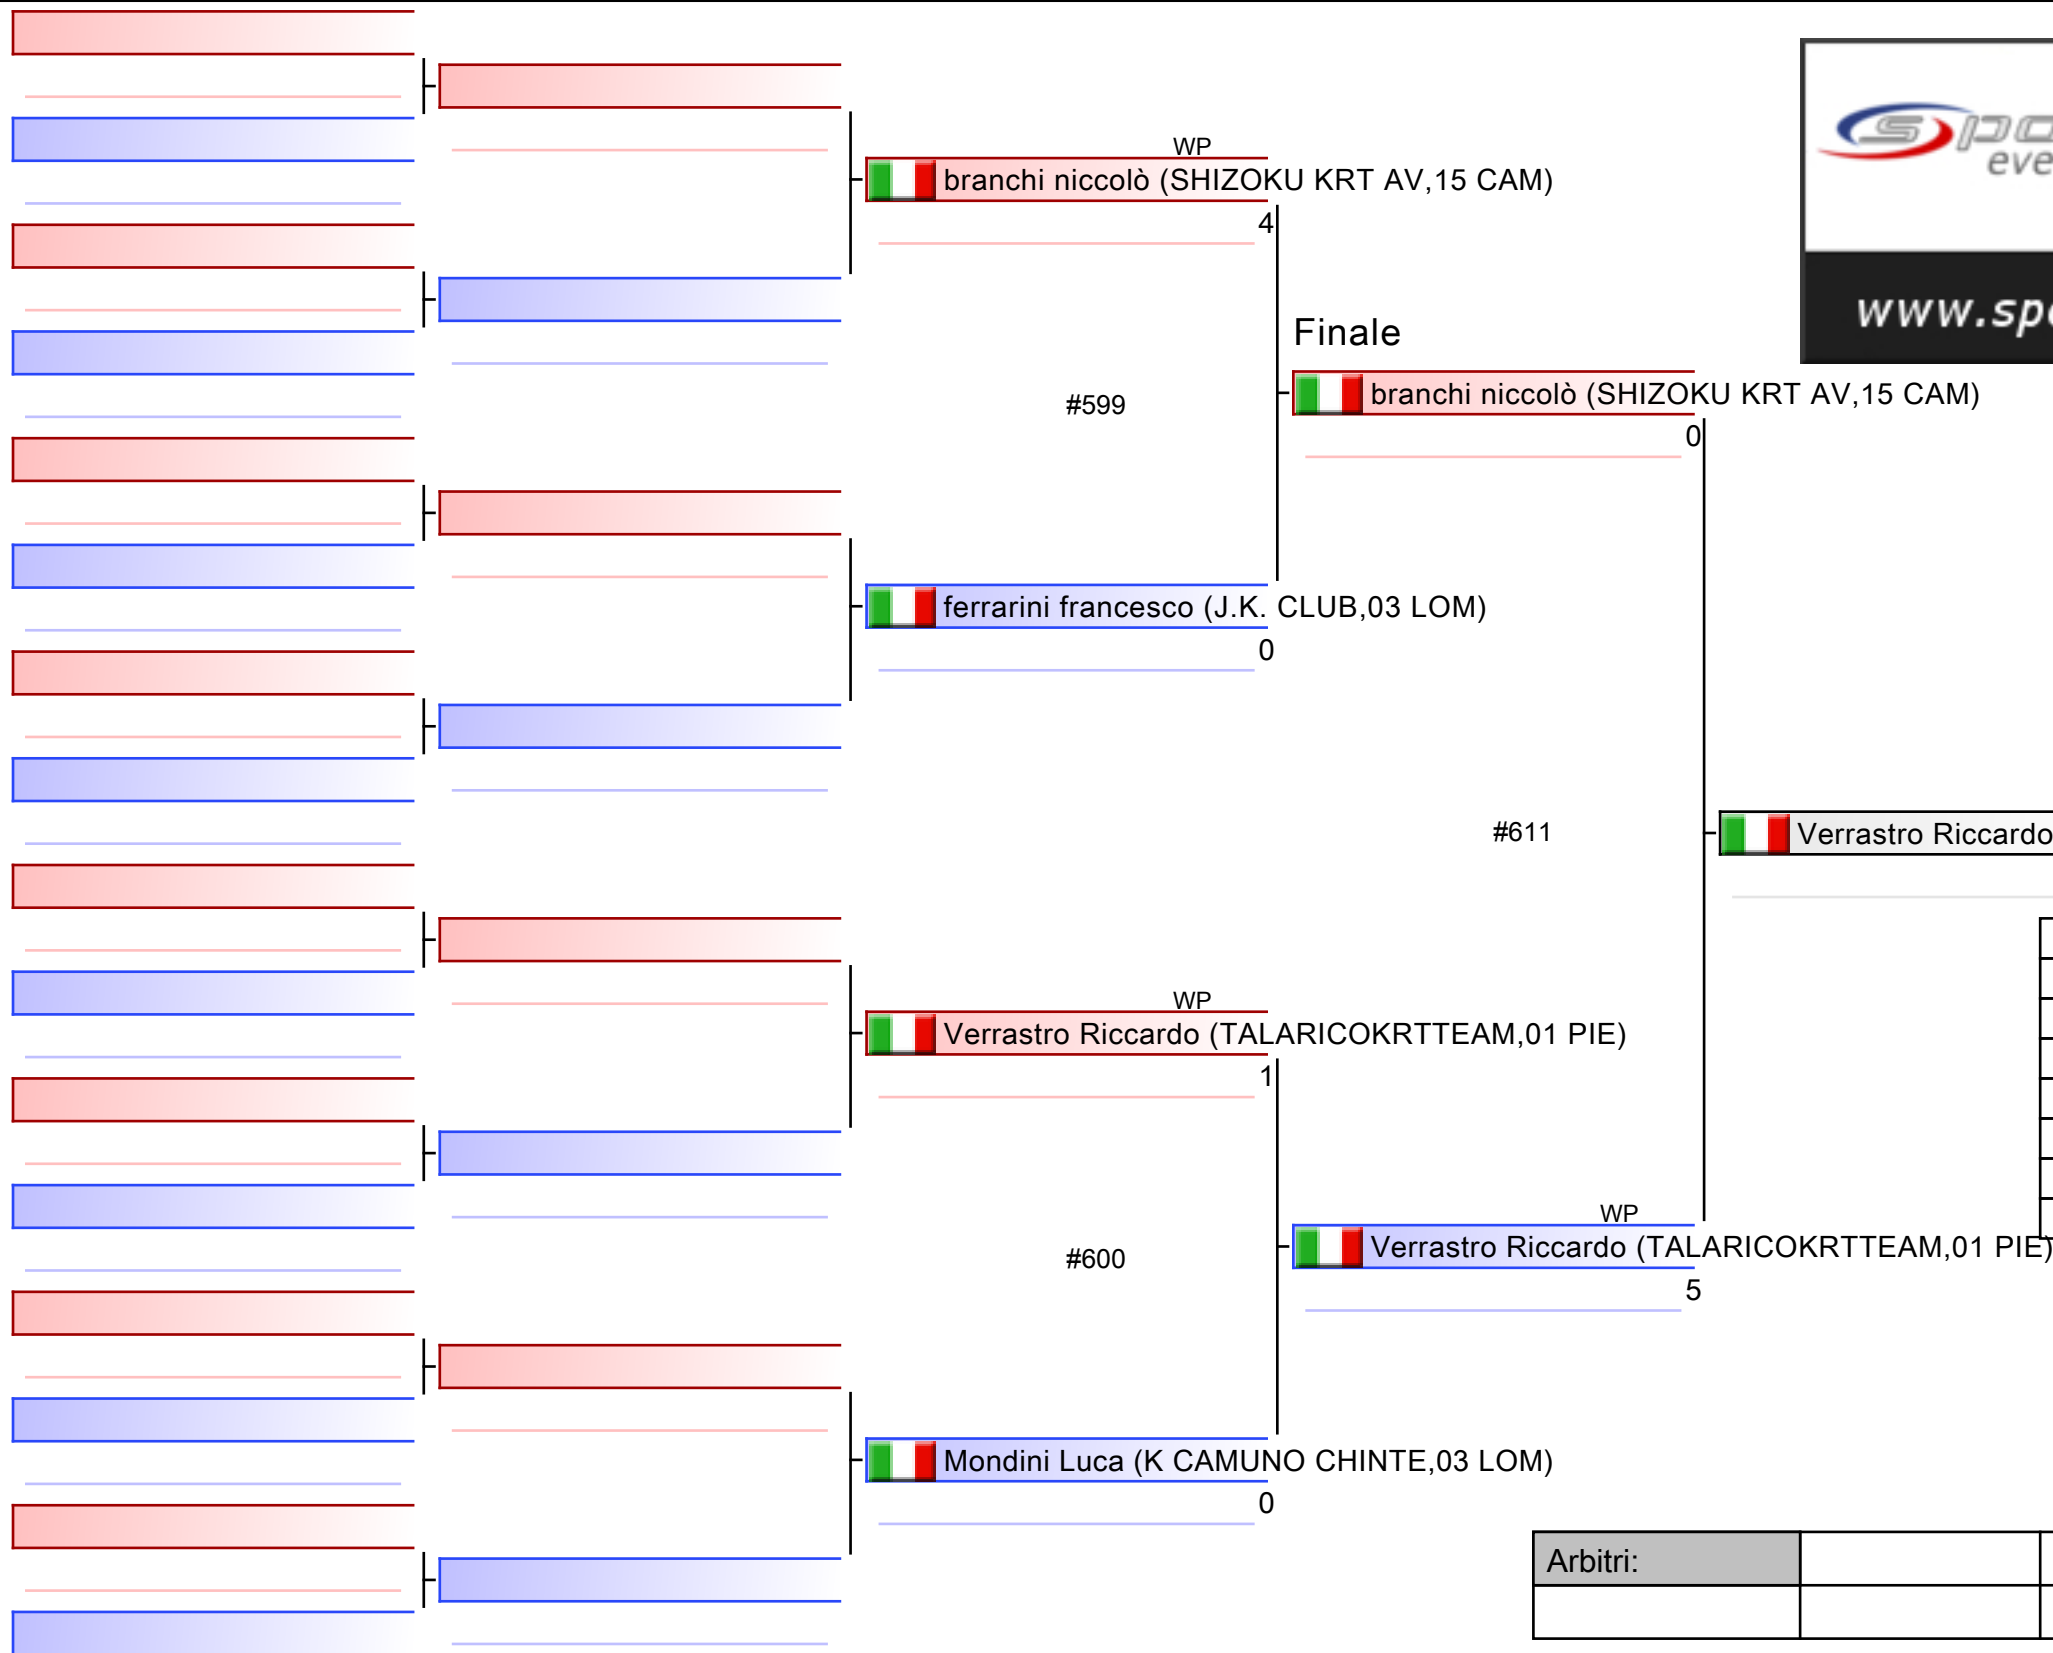 WP
branchi niccolò (SHIZOKU KRT AV,15 CAM)
4
Finale
branchi niccolò (SHIZOKU KRT AV,15 CAM)
0
#599
ferrarini francesco (J.K. CLUB,03 LOM)
0
#611
Verrastro Riccardo
WP
Verrastro Riccardo (TALARICOKRTTEAM,01 PIE)
1
WP
Verrastro Riccardo (TALARICOKRTTEAM,01 PIE)
5
#600
Mondini Luca (K CAMUNO CHINTE,03 LOM)
0
Arbitri: